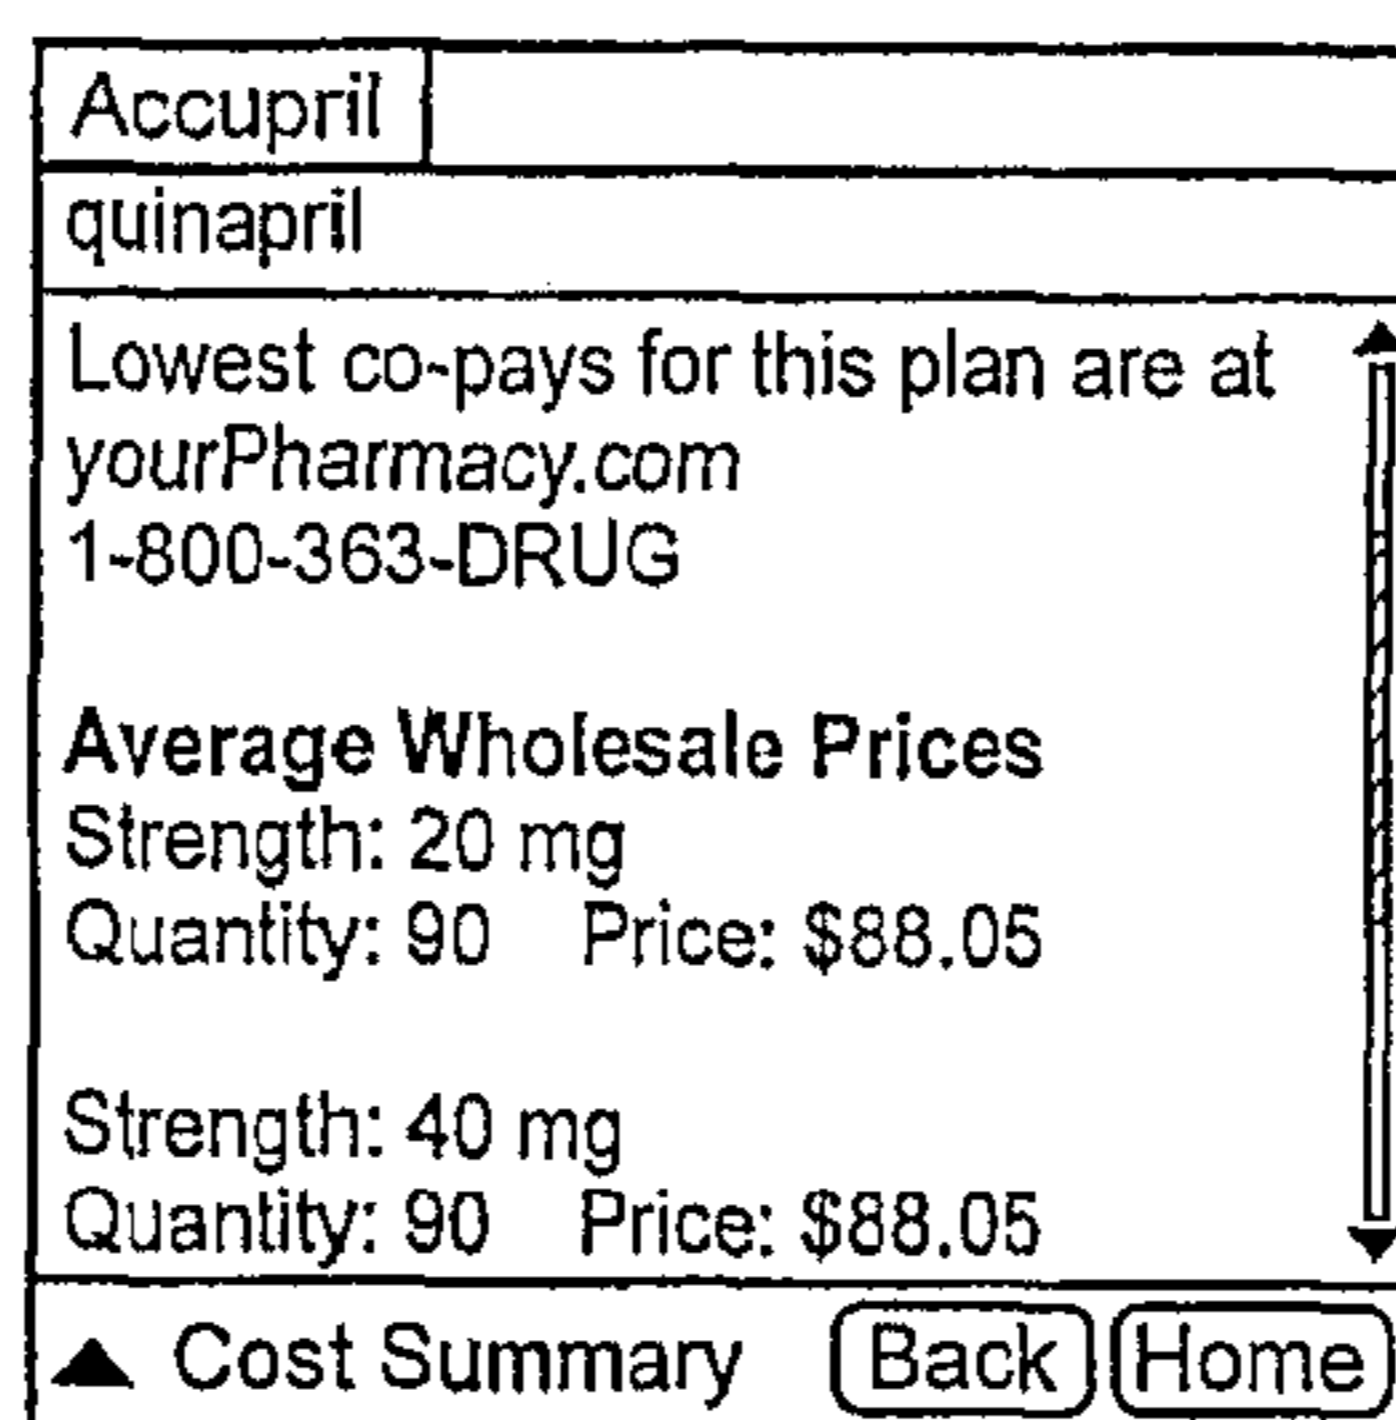 Accupril
quinapril
Lowest co-pays for this plan are at
yourPharmacy.com
1-800-363-DRUG
Average Wholesale Prices
Strength: 20 mg
Quantity: 90 Price: $88.05
Strength: 40 mg
Quantity: 90 Price: $88.05
Cost Summary Back Home